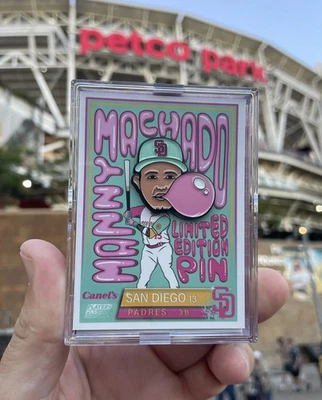 petco park
MANNY
MACHADO
SD
LIMITED
EDITION
PIN
Canel's
SAN DIEGO 13
SD
PADRES 3B